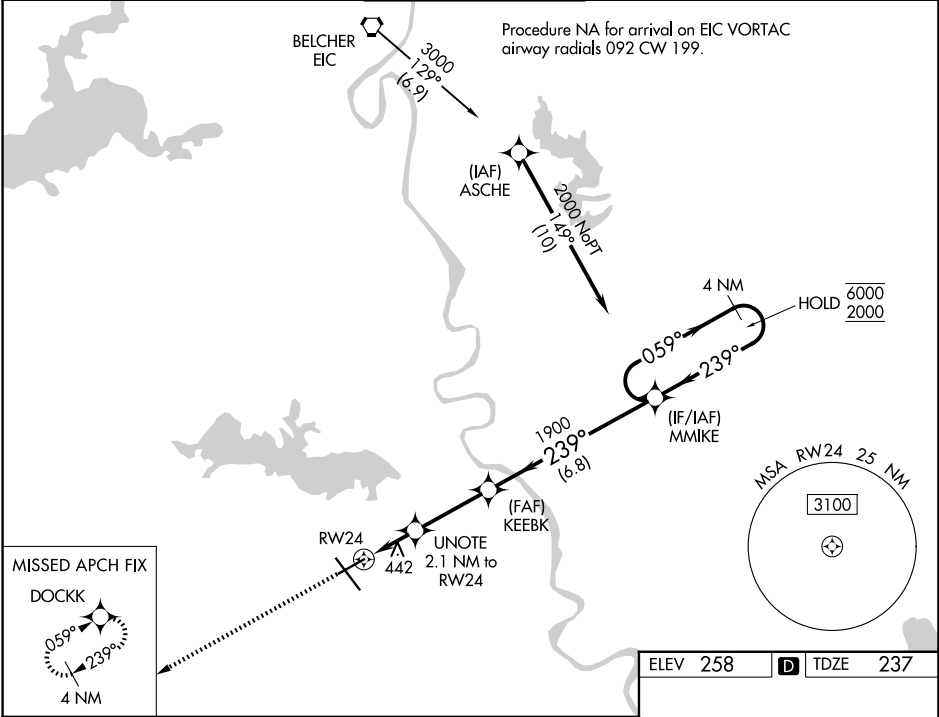 BELCHER
EIC
Procedure NA for arrival on EIC VORTAC
airway radials 092 CW 199.
3000
129°
(6.9)
(IAF)
ASCHE
2000 NoPT
149°
(10)
4 NM
HOLD
6000
2000
059°
239°
(IF/IAF)
MMIKE
1900
239°
(6.8)
(FAF)
KEEBK
UNOTE
2.1 NM to
RW24
RW24
442
MSA RW24 25 NM
3100
MISSED APCH FIX
DOCKK
059°
239°
4 NM
ELEV 258 D TDZE 237